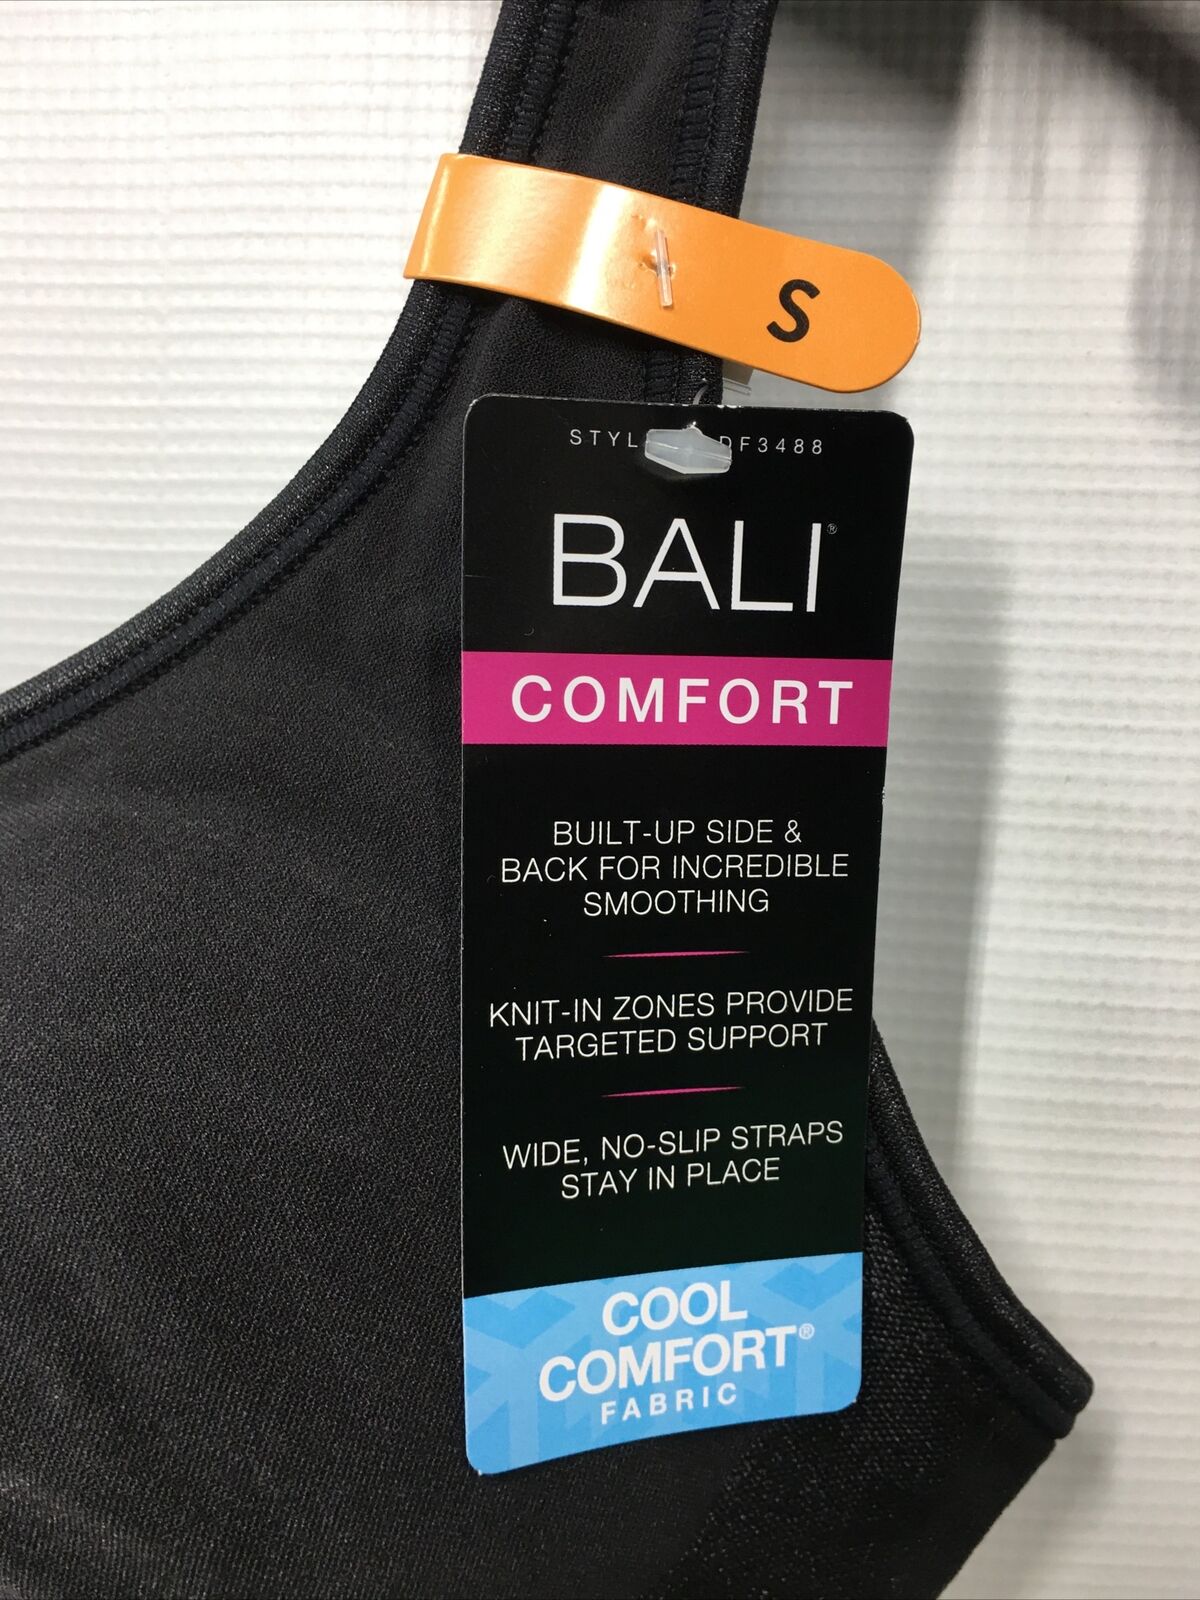 S
STYL DF3488
BALI®
COMFORT
BUILT-UP SIDE &
BACK FOR INCREDIBLE
SMOOTHING
KNIT-IN ZONES PROVIDE
TARGETED SUPPORT
WIDE, NO-SLIP STRAPS
STAY IN PLACE
COOL
COMFORT®
FABRIC